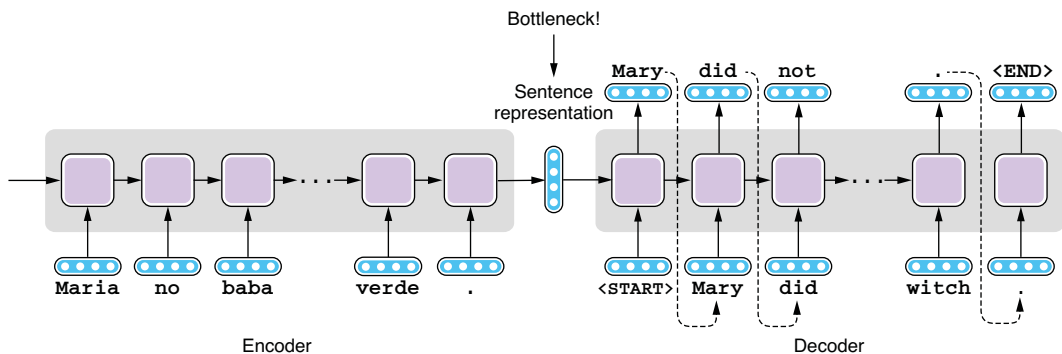 Bottleneck!
Sentence
representation
Mary did not . <END>
... ...
Maria no baba verde .
<START> Mary did witch .
Encoder Decoder